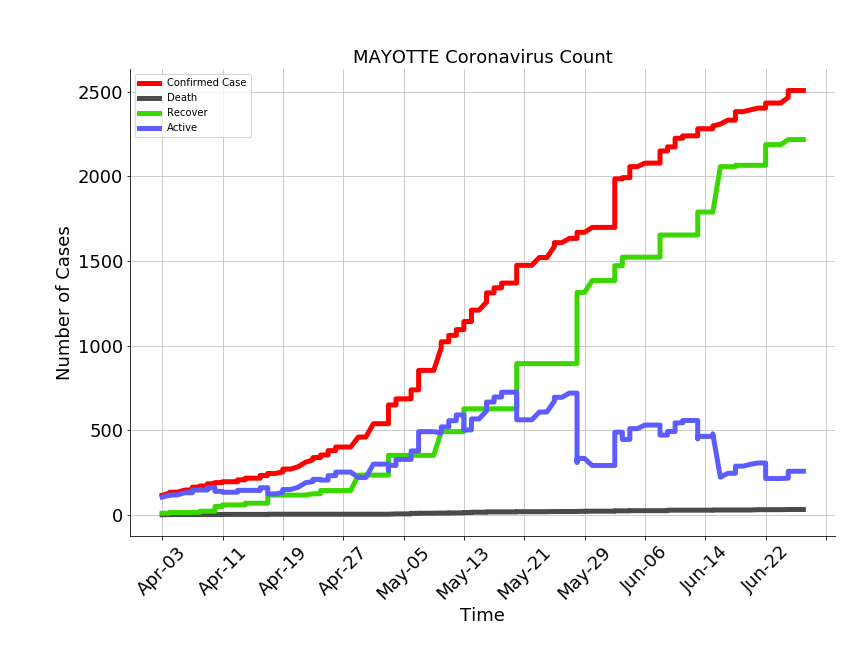 MAYOTTE Coronavirus Count
Confirmed Case
Death
Recover
Active
Number of Cases
2500
2000
1500
1000
500
0
Apr-03
Apr-11
Apr-19
Apr-27
May-05
May-13
May-21
May-29
Jun-06
Jun-14
Jun-22
Time